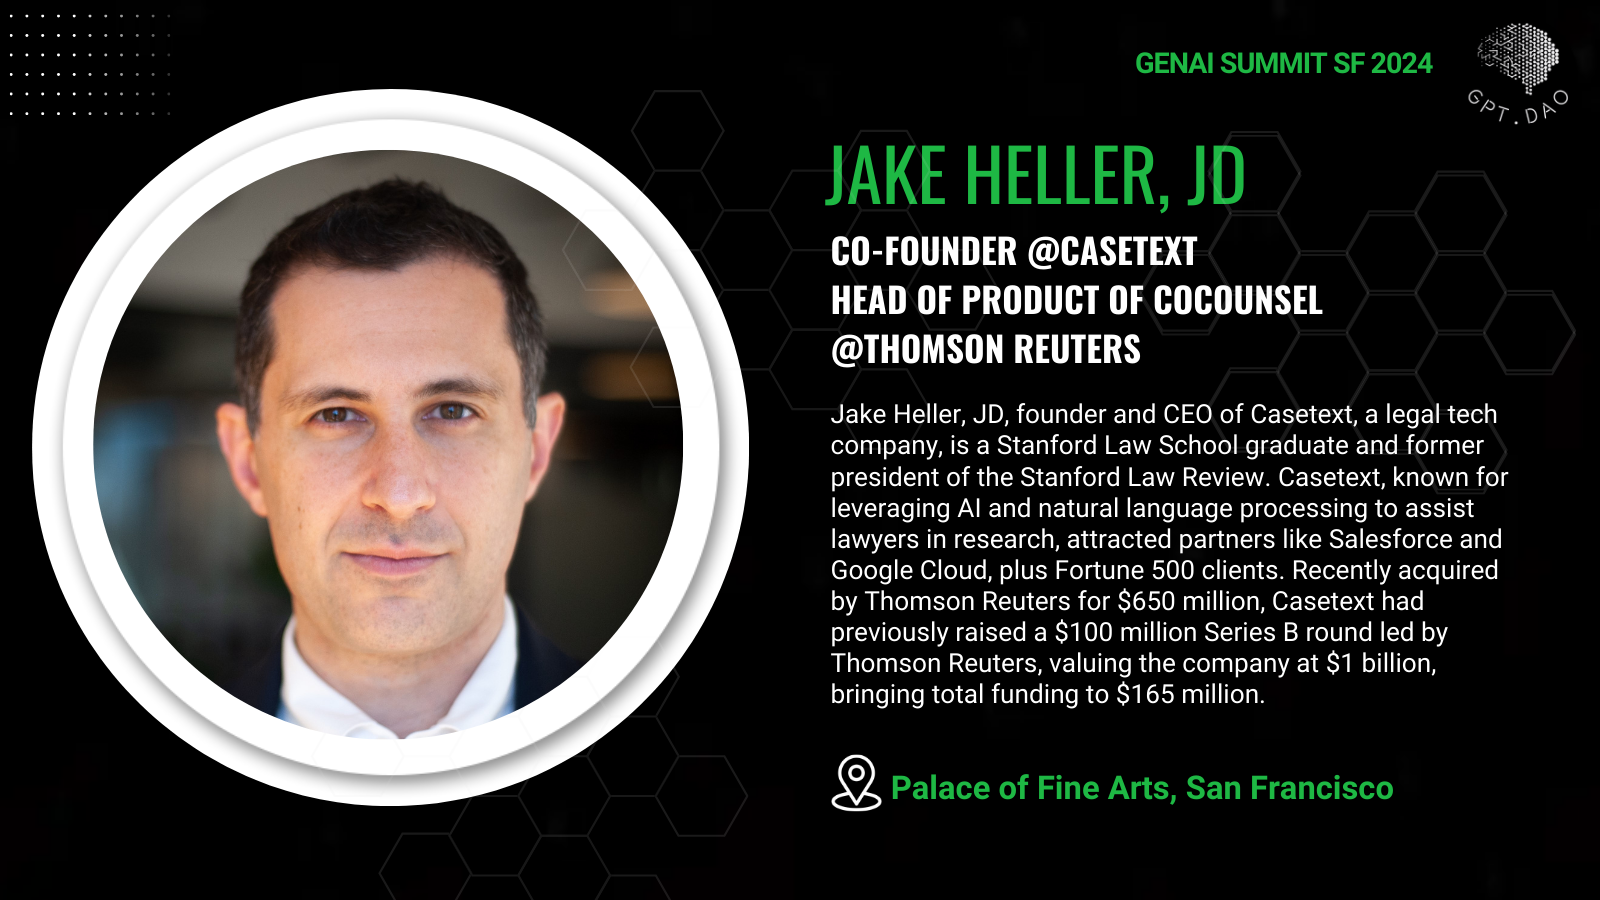 GENAI SUMMIT SF 2024
GPT.DAO
JAKE HELLER, JD
CO-FOUNDER @CASETEXT
HEAD OF PRODUCT OF COCOUNSEL
@THOMSON REUTERS
Jake Heller, JD, founder and CEO of Casetext, a legal tech
company, is a Stanford Law School graduate and former
president of the Stanford Law Review. Casetext, known for
leveraging AI and natural language processing to assist
lawyers in research, attracted partners like Salesforce and
Google Cloud, plus Fortune 500 clients. Recently acquired
by Thomson Reuters for $650 million, Casetext had
previously raised a $100 million Series B round led by
Thomson Reuters, valuing the company at $1 billion,
bringing total funding to $165 million.
Palace of Fine Arts, San Francisco